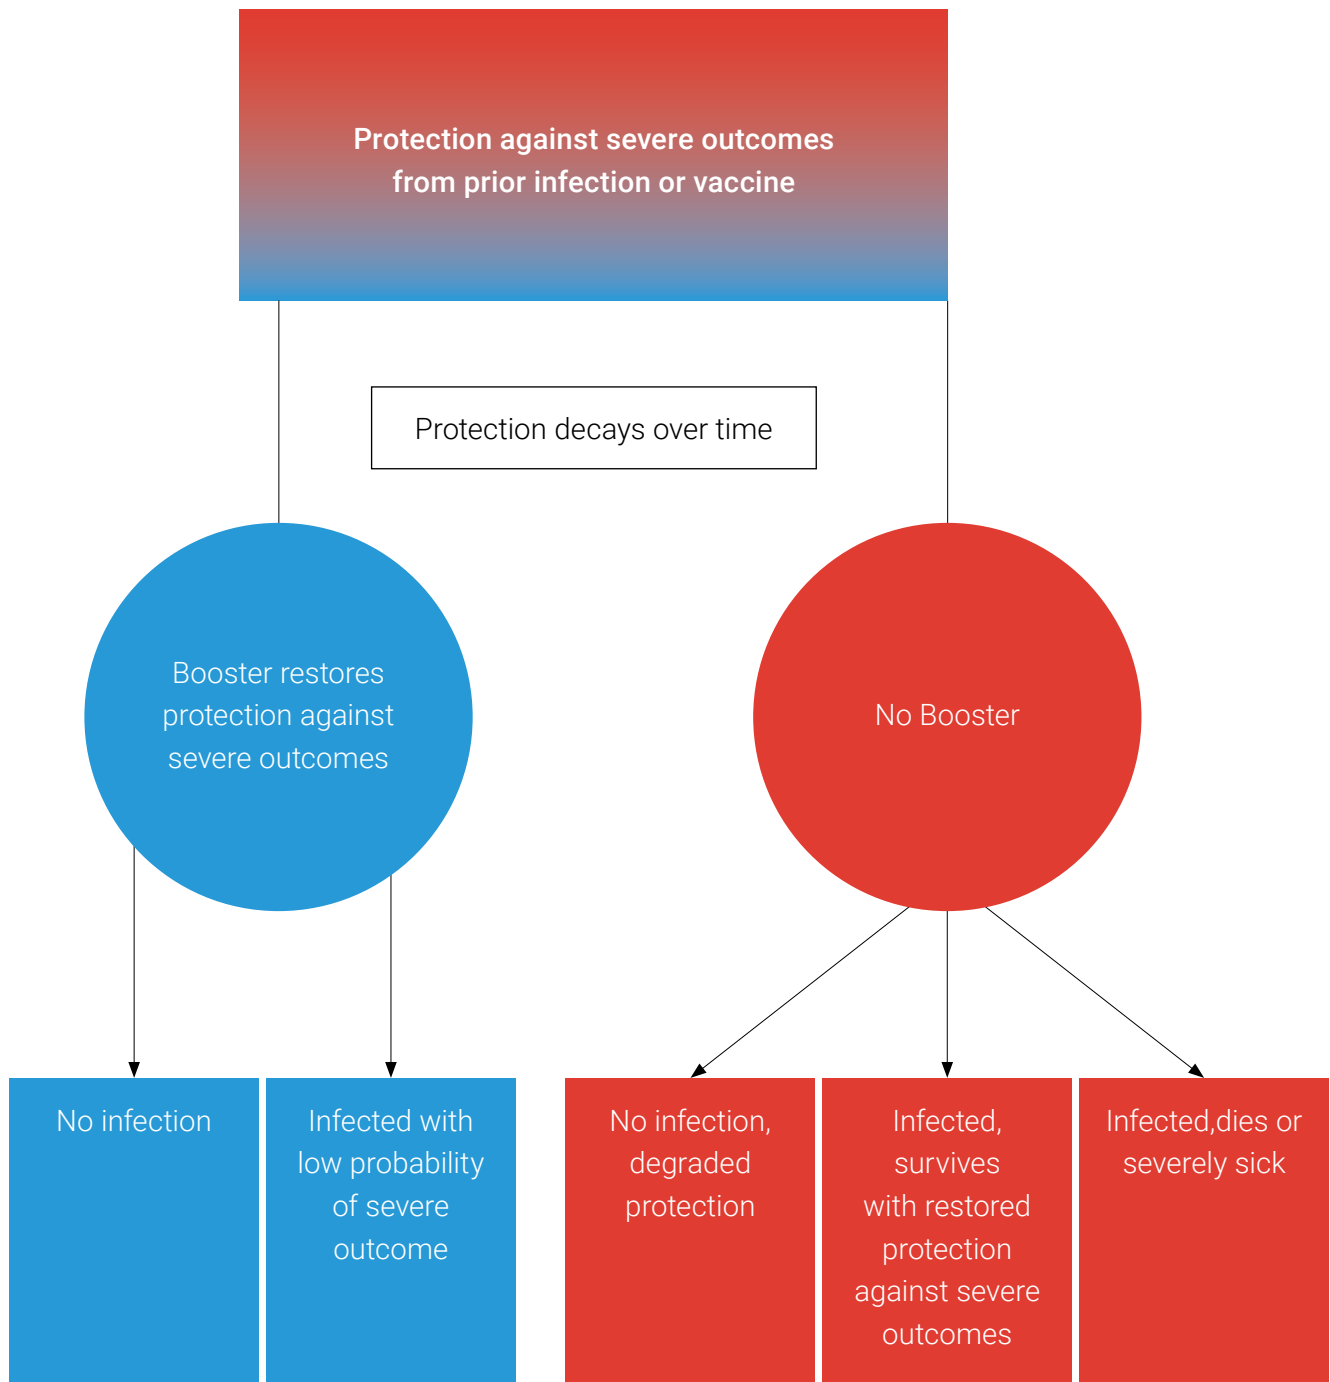 Protection against severe outcomes
from prior infection or vaccine
Protection decays over time
Booster restores
protection against
severe outcomes
No Booster
No infection
Infected with
low probability
of severe
outcome
No infection,
degraded
protection
Infected,
survives
with restored
protection
against severe
outcomes
Infected,dies or
severely sick